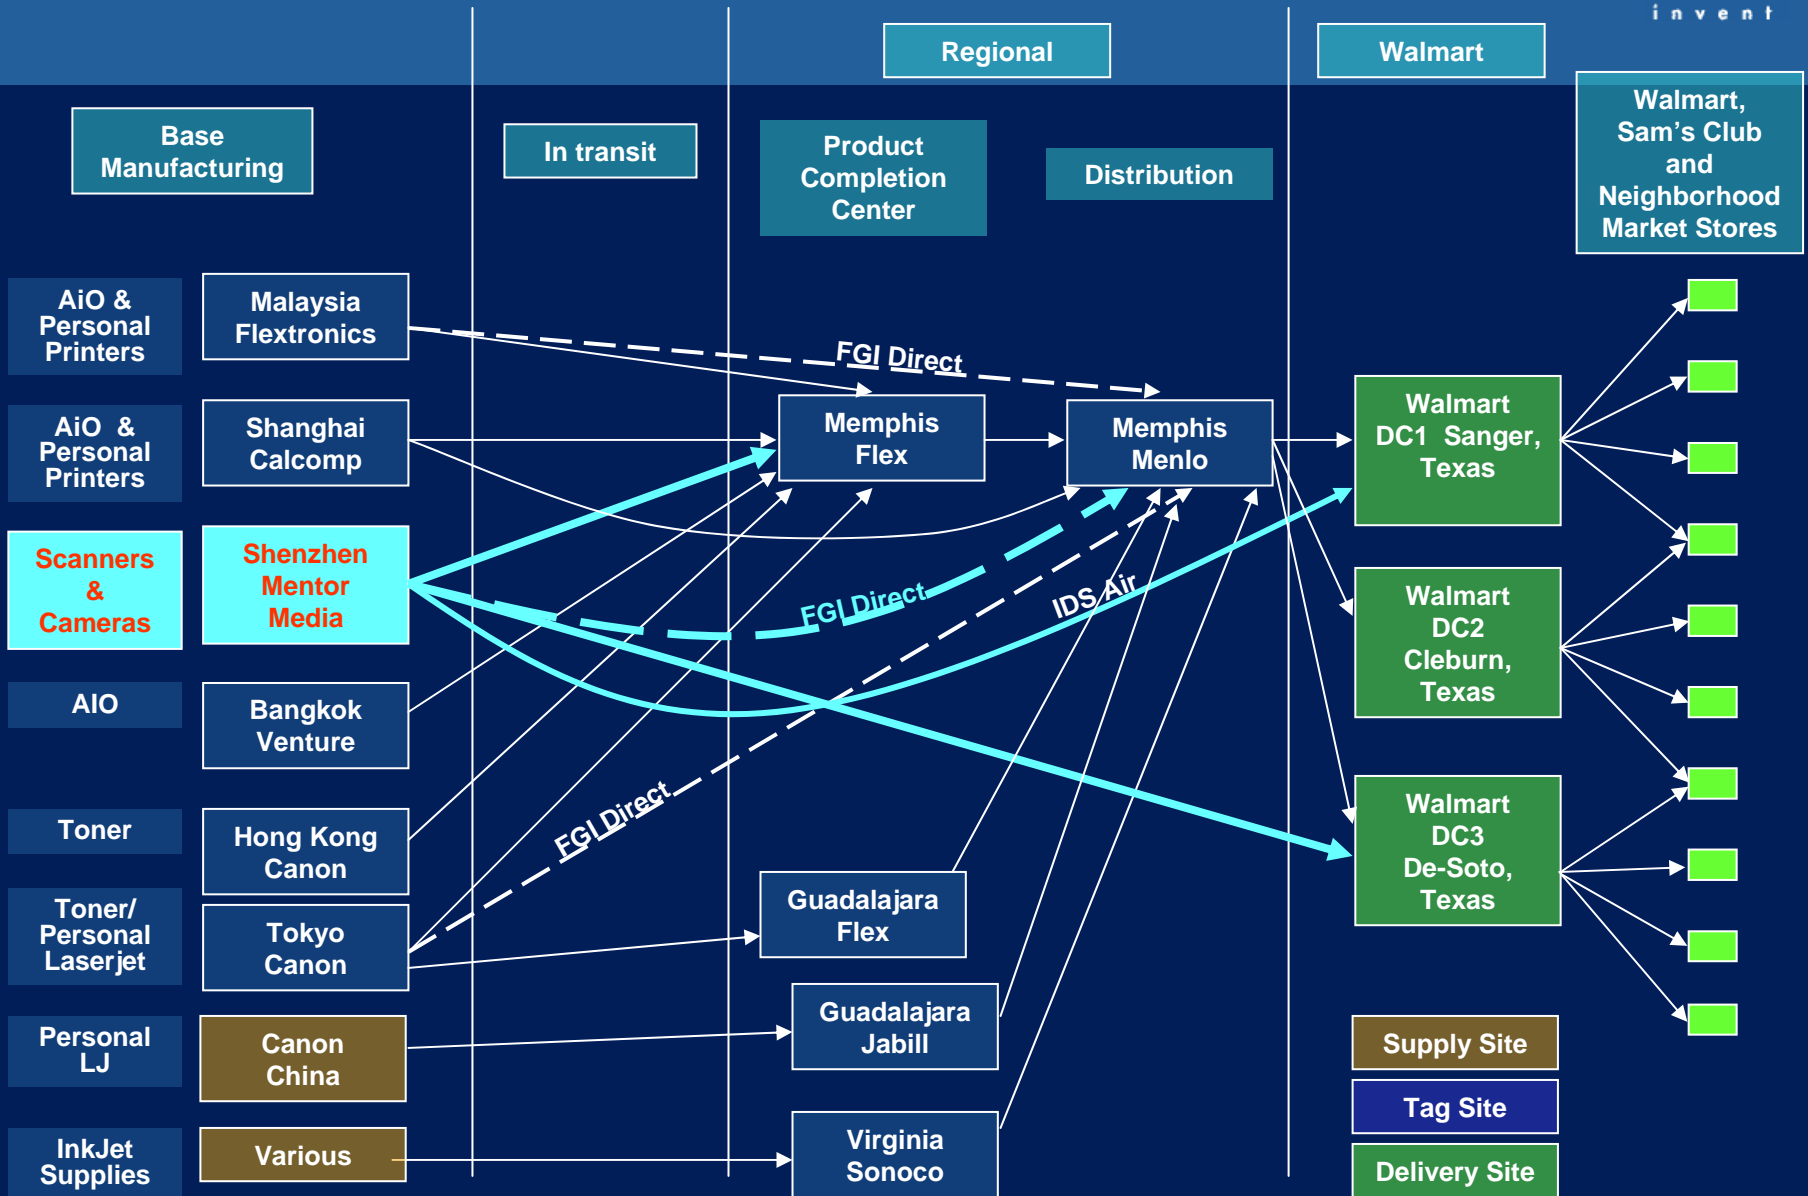 i n v e n t
Regional
Walmart
Walmart,
Sam's Club
and
Neighborhood
Market Stores
Base
Manufacturing
In transit
Product
Completion
Center
Distribution
AiO &
Personal
Printers
Malaysia
Flextronics
FGI Direct
AiO &
Personal
Printers
Shanghai
Calcomp
Memphis
Flex
Memphis
Menlo
Walmart
DC1 Sanger,
Texas
Scanners
&
Cameras
Shenzhen
Mentor
Media
FGI Direct
IDS Air
Walmart
DC2
Cleburn,
Texas
AIO
Bangkok
Venture
FGI Direct
Toner
Hong Kong
Canon
Walmart
DC3
De-Soto,
Texas
Toner/
Personal
Laserjet
Tokyo
Canon
Guadalajara
Flex
Personal
LJ
Canon
China
Guadalajara
Jabill
Supply Site
Tag Site
InkJet
Supplies
Various
Virginia
Sonoco
Delivery Site